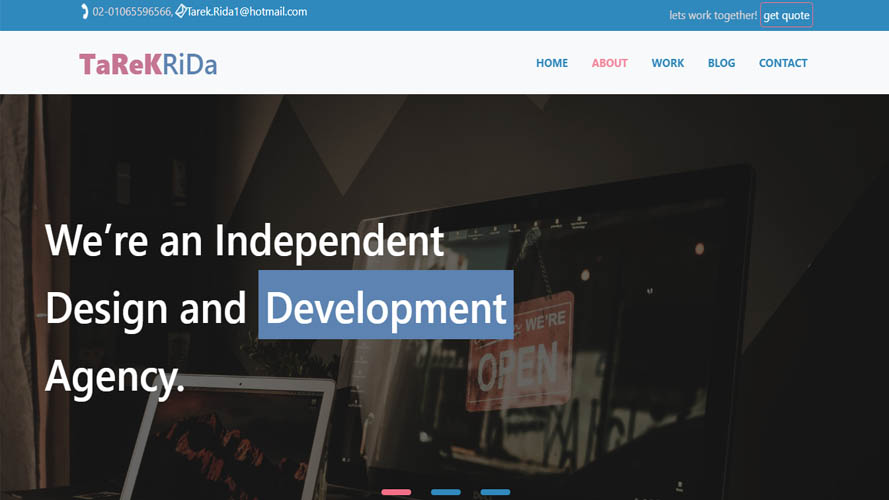 02-01065596566, Tarek.Rida1@hotmail.com
lets work together! get quote
TaReKRiDa
HOME ABOUT WORK BLOG CONTACT
We’re an Independent
Design and Development
Agency.
WE'RE
OPEN